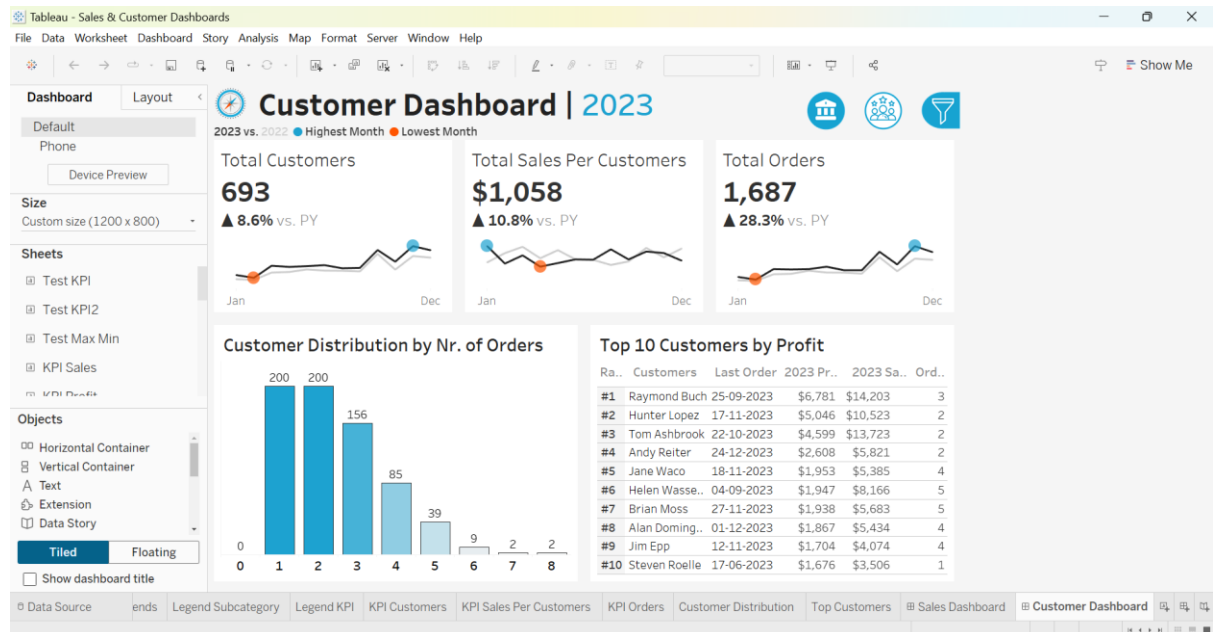 Tableau - Sales & Customer Dashboards
File Data Worksheet Dashboard Story Analysis Map Format Server Window Help
Show Me
Dashboard Layout
Default
Phone
Device Preview
Size
Custom size (1200 x 800)
Sheets
Test KPI
Test KPI2
Test Max Min
KPI Sales
KPI Profit
Objects
Horizontal Container
Vertical Container
Text
Extension
Data Story
Tiled Floating
Show dashboard title
Customer Dashboard | 2023
2023 vs. 2022 Highest Month Lowest Month
Total Customers
693
▲ 8.6% vs. PY
Jan Dec
Total Sales Per Customers
$1,058
▲ 10.8% vs. PY
Jan Dec
Total Orders
1,687
▲ 28.3% vs. PY
Jan Dec
Customer Distribution by Nr. of Orders
0 200 200 156 85 39 9 2 2
0 1 2 3 4 5 6 7 8
Top 10 Customers by Profit
Ra.. Customers Last Order 2023 Pr.. 2023 Sa.. Ord..
#1 Raymond Buch 25-09-2023 $6,781 $14,203 3
#2 Hunter Lopez 17-11-2023 $5,046 $10,523 2
#3 Tom Ashbrook 22-10-2023 $4,599 $13,723 2
#4 Andy Reiter 24-12-2023 $2,608 $5,821 2
#5 Jane Waco 18-11-2023 $1,953 $5,385 4
#6 Helen Wasse.. 04-09-2023 $1,947 $8,166 5
#7 Brian Moss 27-11-2023 $1,938 $5,683 5
#8 Alan Doming.. 01-12-2023 $1,867 $5,434 4
#9 Jim Epp 12-11-2023 $1,704 $4,074 4
#10 Steven Roelle 17-06-2023 $1,676 $3,506 1
Data Source ends Legend Subcategory Legend KPI KPI Customers KPI Sales Per Customers KPI Orders Customer Distribution Top Customers Sales Dashboard Customer Dashboard